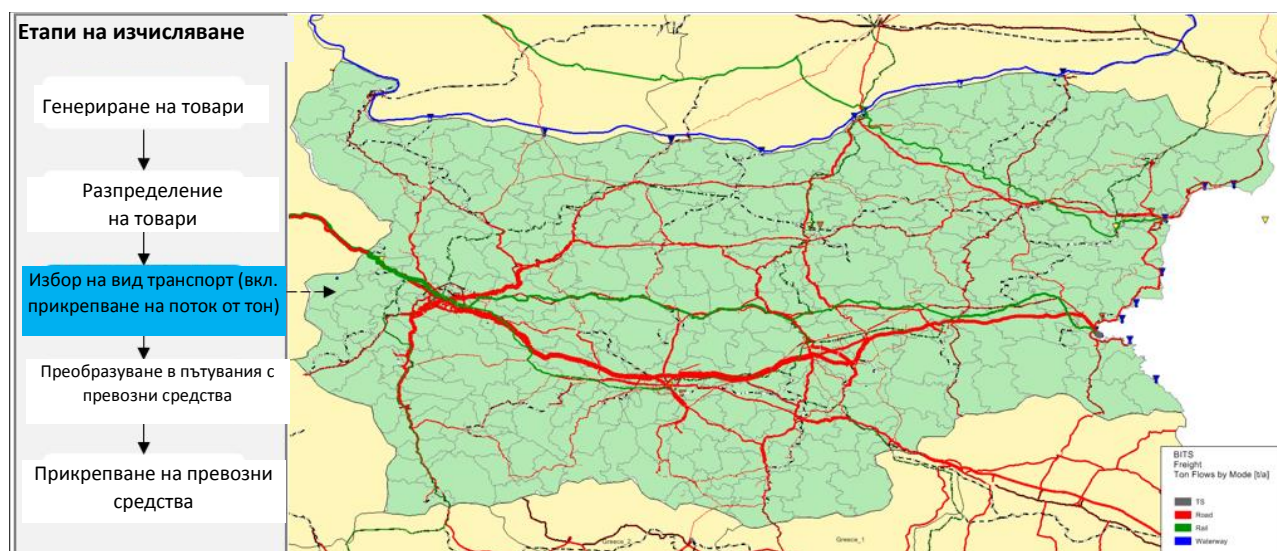 Етапи на изчисляване
Генериране на товари
Разпределение
на товари
Избор на вид транспорт (вкл.
прикрепване на поток от тон)
Преобразуване в пътувания с
превозни средства
Прикрепване на превозни
средства
Greece_2
Greece_1
BITS
Freight
Ton Flows by Mode [t/a]
TS
Road
Rail
Waterway